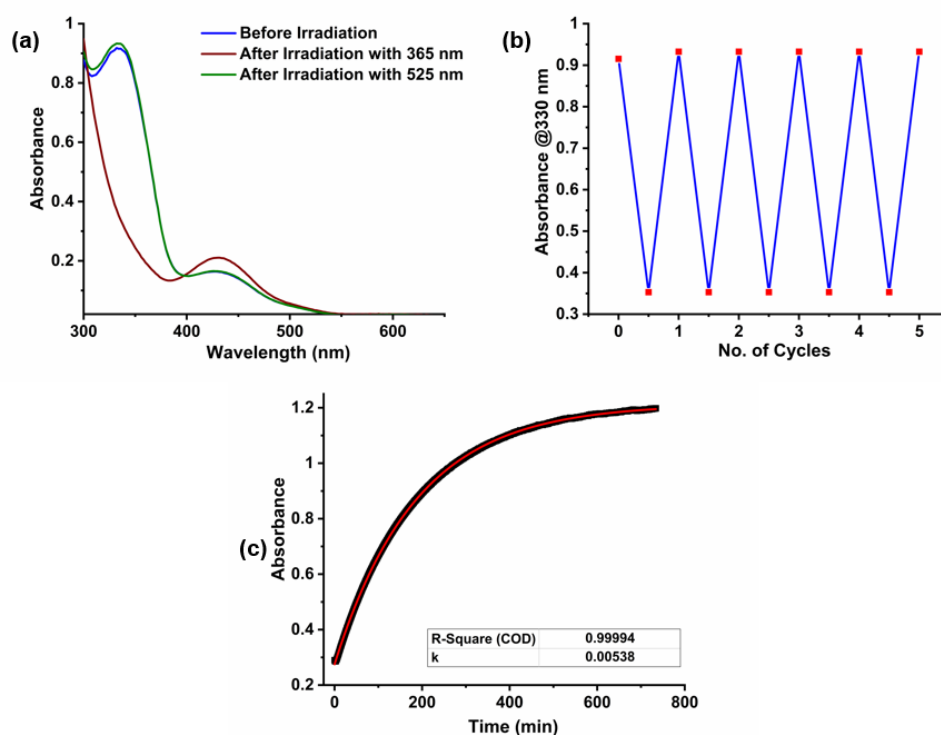 (a)
Before Irradiation
After Irradiation with 365 nm
After Irradiation with 525 nm
1
0.8
0.6
0.4
0.2
Absorbance
300 400 500 600
Wavelength (nm)
(b)
1.0
0.9
0.8
0.7
0.6
0.5
0.4
0.3
Absorbance @330 nm
0 1 2 3 4 5
No. of Cycles
(c)
1.2
1.0
0.8
0.6
0.4
0.2
Absorbance
R-Square (COD) 0.99994
k 0.00538
0 200 400 600 800
Time (min)